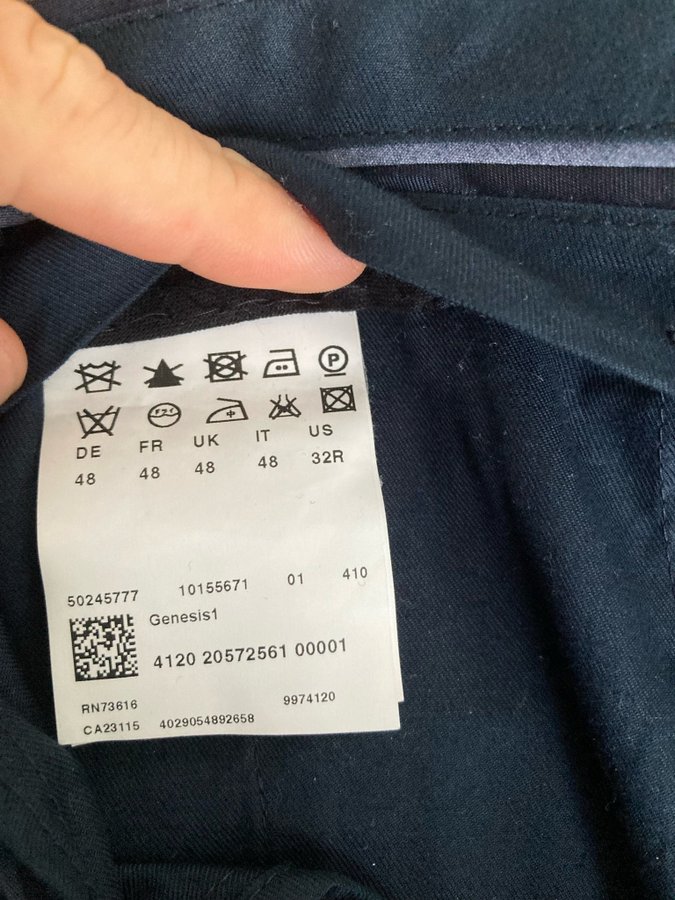 P
DE FR UK IT US
48 48 48 48 32R
50245777 10155671 01 410
Genesis1
4120 20572561 00001
RN73616 9974120
CA23115 4029054892658